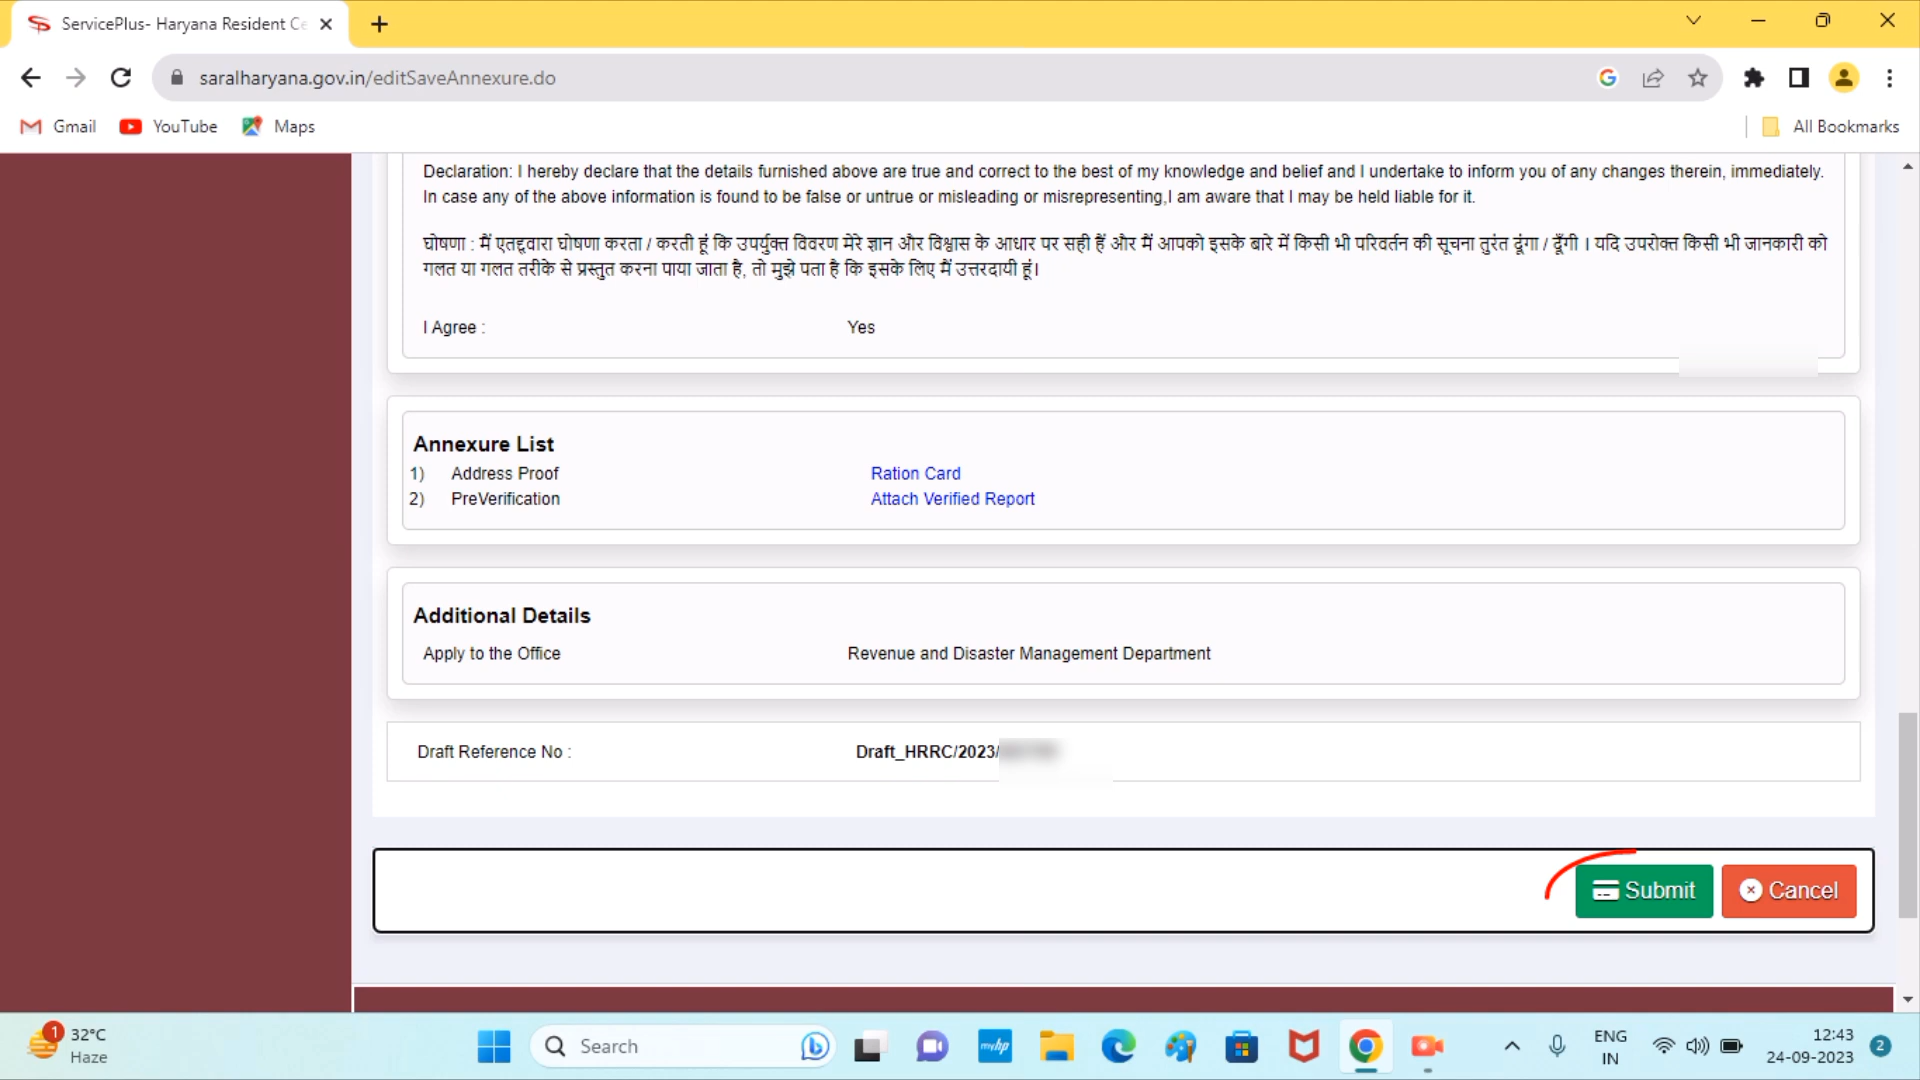 ServicePlus- Haryana Resident Ce
saralharyana.gov.in/editSaveAnnexure.do
Gmail YouTube Maps All Bookmarks
Declaration: I hereby declare that the details furnished above are true and correct to the best of my knowledge and belief and I undertake to inform you of any changes therein, immediately.
In case any of the above information is found to be false or untrue or misleading or misrepresenting,I am aware that I may be held liable for it.
घोषणा : मैं एतद्द्वारा घोषणा करता / करती हूं कि उपर्युक्त विवरण मेरे ज्ञान और विश्वास के आधार पर सही हैं और मैं आपको इसके बारे में किसी भी परिवर्तन की सूचना तुरंत दूंगा / दूँगी । यदि उपरोक्त किसी भी जानकारी को
गलत या गलत तरीके से प्रस्तुत करना पाया जाता है, तो मुझे पता है कि इसके लिए मैं उत्तरदायी हूं।
I Agree : Yes
Annexure List
1) Address Proof Ration Card
2) PreVerification Attach Verified Report
Additional Details
Apply to the Office Revenue and Disaster Management Department
Draft Reference No : Draft_HRRC/2023/
Submit Cancel
1 32°C
Haze
Search
myhp
ENG
IN
12:43
24-09-2023
2